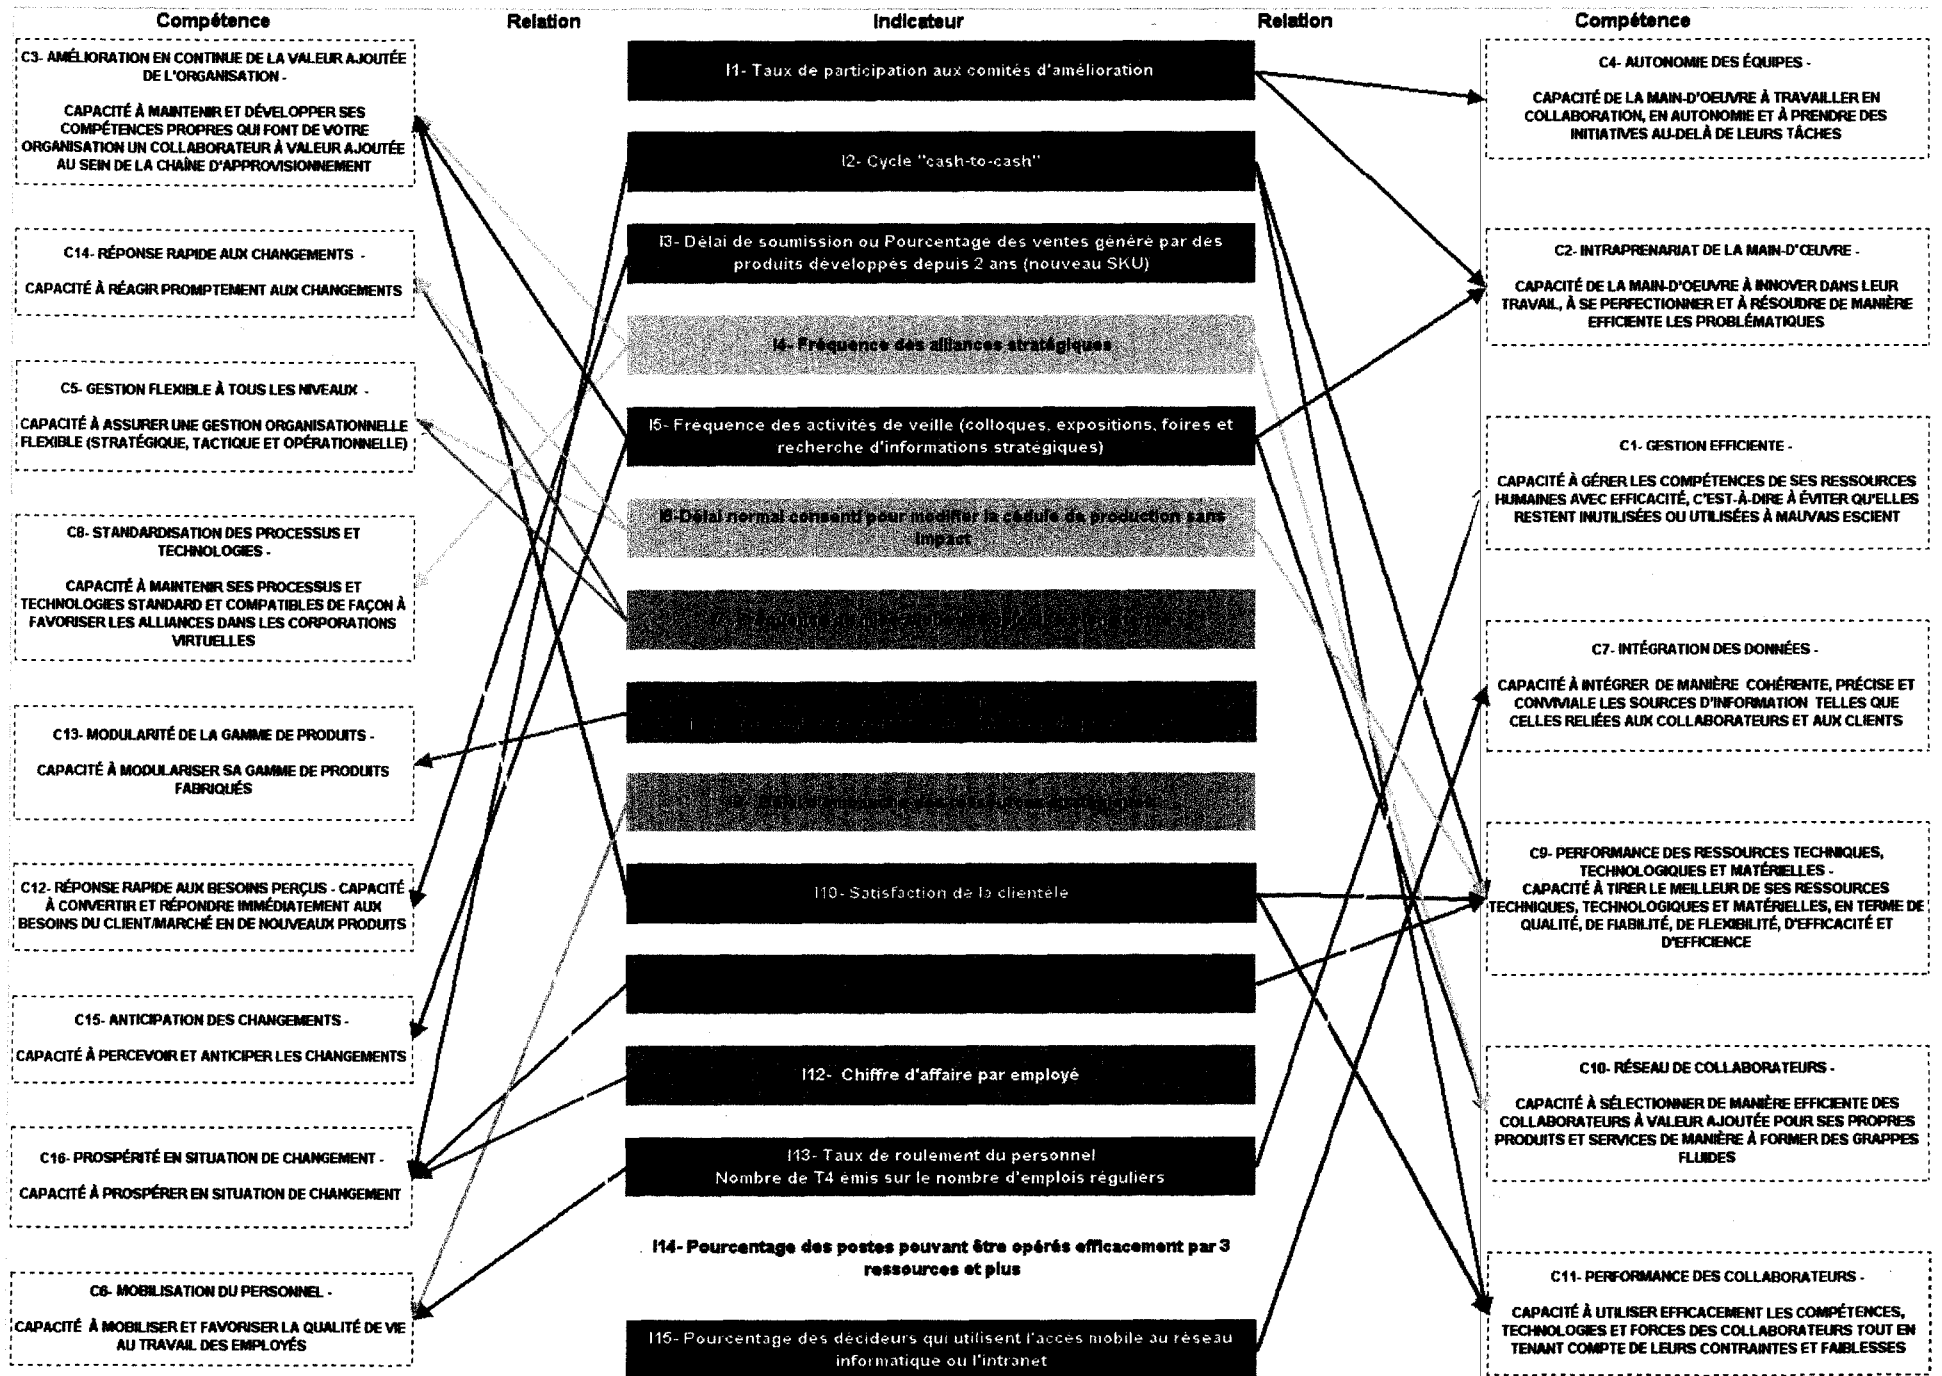 Compétence Relation Indicateur Relation Compétence
C3- AMÉLIORATION EN CONTINUE DE LA VALEUR AJOUTÉE
DE L'ORGANISATION -
CAPACITÉ À MAINTENIR ET DÉVELOPPER SES
COMPÉTENCES PROPRES QUI FONT DE VOTRE
ORGANISATION UN COLLABORATEUR À VALEUR AJOUTÉE
AU SEIN DE LA CHAÎNE D'APPROVISIONNEMENT
C14- RÉPONSE RAPIDE AUX CHANGEMENTS -
CAPACITÉ À RÉAGIR PROMPTEMENT AUX CHANGEMENTS
C5- GESTION FLEXIBLE À TOUS LES NIVEAUX -
CAPACITÉ À ASSURER UNE GESTION ORGANISATIONNELLE
FLEXIBLE (STRATÉGIQUE, TACTIQUE ET OPÉRATIONNELLE)
C8- STANDARDISATION DES PROCESSUS ET
TECHNOLOGIES -
CAPACITÉ À MAINTENIR SES PROCESSUS ET
TECHNOLOGIES STANDARD ET COMPATIBLES DE FAÇON À
FAVORISER LES ALLIANCES DANS LES CORPORATIONS
VIRTUELLES
C13- MODULARITÉ DE LA GAMME DE PRODUITS -
CAPACITÉ À MODULARISER SA GAMME DE PRODUITS
FABRIQUÉS
C12- RÉPONSE RAPIDE AUX BESOINS PERÇUS - CAPACITÉ
À CONVERTIR ET RÉPONDRE IMMÉDIATEMENT AUX
BESOINS DU CLIENT/MARCHÉ EN DE NOUVEAUX PRODUITS
C15- ANTICIPATION DES CHANGEMENTS -
CAPACITÉ À PERCEVOIR ET ANTICIPER LES CHANGEMENTS
C16- PROSPÉRITÉ EN SITUATION DE CHANGEMENT -
CAPACITÉ À PROSPÉRER EN SITUATION DE CHANGEMENT
C6- MOBILISATION DU PERSONNEL -
CAPACITÉ À MOBILISER ET FAVORISER LA QUALITÉ DE VIE
AU TRAVAIL DES EMPLOYÉS
I1- Taux de participation aux comités d'amélioration
I2- Cycle "cash-to-cash"
I3- Délai de soumission ou Pourcentage des ventes généré par des
produits développés depuis 2 ans (nouveau SKU)
I4- Fréquence des alliances stratégiques
I5- Fréquence des activités de veille (colloques, expositions, foires et
recherche d'informations stratégiques)
I6-Délai normal consenti pour modifier la cédule de production sans
impact
I10- Satisfaction de la clientèle
I12- Chiffre d'affaire par employé
I13- Taux de roulement du personnel
Nombre de T4 émis sur le nombre d'emplois réguliers
I14- Pourcentage des postes pouvant être opérés efficacement par 3
ressources et plus
I15- Pourcentage des décideurs qui utilisent l'accès mobile au réseau
informatique ou l'intranet
C4- AUTONOMIE DES ÉQUIPES -
CAPACITÉ DE LA MAIN-D'OEUVRE À TRAVAILLER EN
COLLABORATION, EN AUTONOMIE ET À PRENDRE DES
INITIATIVES AU-DELÀ DE LEURS TÂCHES
C2- INTRAPRENARIAT DE LA MAIN-D'ŒUVRE -
CAPACITÉ DE LA MAIN-D'OEUVRE À INNOVER DANS LEUR
TRAVAIL, À SE PERFECTIONNER ET À RÉSOUDRE DE MANIÈRE
EFFICIENTE LES PROBLÉMATIQUES
C1- GESTION EFFICIENTE -
CAPACITÉ À GÉRER LES COMPÉTENCES DE SES RESSOURCES
HUMAINES AVEC EFFICACITÉ, C'EST-À-DIRE À ÉVITER QU'ELLES
RESTENT INUTILISÉES OU UTILISÉES À MAUVAIS ESCIENT
C7- INTÉGRATION DES DONNÉES -
CAPACITÉ À INTÉGRER DE MANIÈRE COHÉRENTE, PRÉCISE ET
CONVIVIALE LES SOURCES D'INFORMATION TELLES QUE
CELLES RELIÉES AUX COLLABORATEURS ET AUX CLIENTS
C9- PERFORMANCE DES RESSOURCES TECHNIQUES,
TECHNOLOGIQUES ET MATÉRIELLES -
CAPACITÉ À TIRER LE MEILLEUR DE SES RESSOURCES
TECHNIQUES, TECHNOLOGIQUES ET MATÉRIELLES, EN TERME DE
QUALITÉ, DE FIABILITÉ, DE FLEXIBILITÉ, D'EFFICACITÉ ET
D'EFFICIENCE
C10- RÉSEAU DE COLLABORATEURS -
CAPACITÉ À SÉLECTIONNER DE MANIÈRE EFFICIENTE DES
COLLABORATEURS À VALEUR AJOUTÉE POUR SES PROPRES
PRODUITS ET SERVICES DE MANIÈRE À FORMER DES GRAPPES
FLUIDES
C11- PERFORMANCE DES COLLABORATEURS -
CAPACITÉ À UTILISER EFFICACEMENT LES COMPÉTENCES,
TECHNOLOGIES ET FORCES DES COLLABORATEURS TOUT EN
TENANT COMPTE DE LEURS CONTRAINTES ET FAIBLESSES